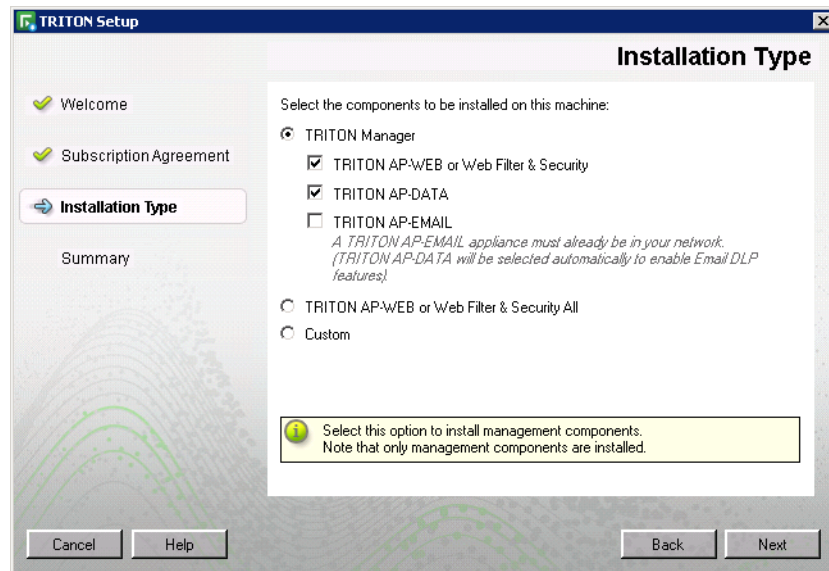 TRITON Setup
Installation Type
Welcome
Subscription Agreement
Installation Type
Summary
Select the components to be installed on this machine:
TRITON Manager
TRITON AP-WEB or Web Filter & Security
TRITON AP-DATA
TRITON AP-EMAIL
A TRITON AP-EMAIL appliance must already be in your network.
(TRITON AP-DATA will be selected automatically to enable Email DLP
features).
TRITON AP-WEB or Web Filter & Security All
Custom
Select this option to install management components.
Note that only management components are installed.
Cancel
Help
Back
Next